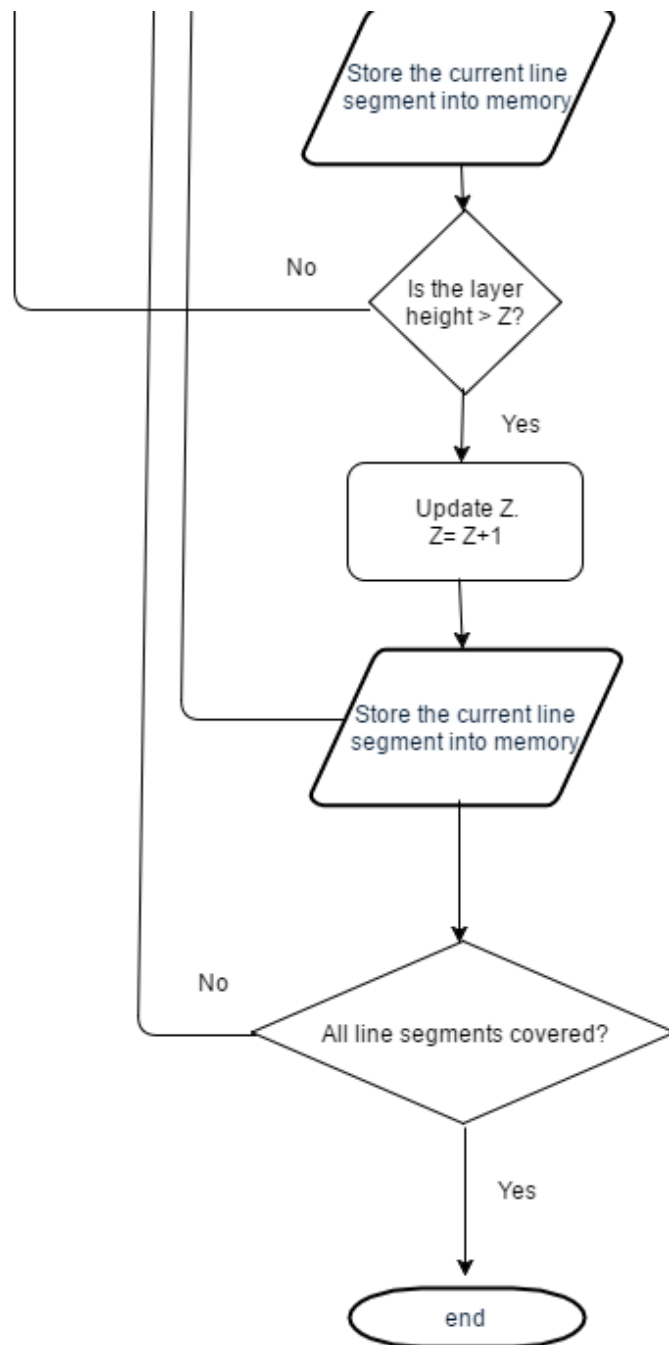 Store the current line
segment into memory
No
Is the layer
height > Z?
Yes
Update Z.
Z= Z+1
Store the current line
segment into memory
No
All line segments covered?
Yes
end